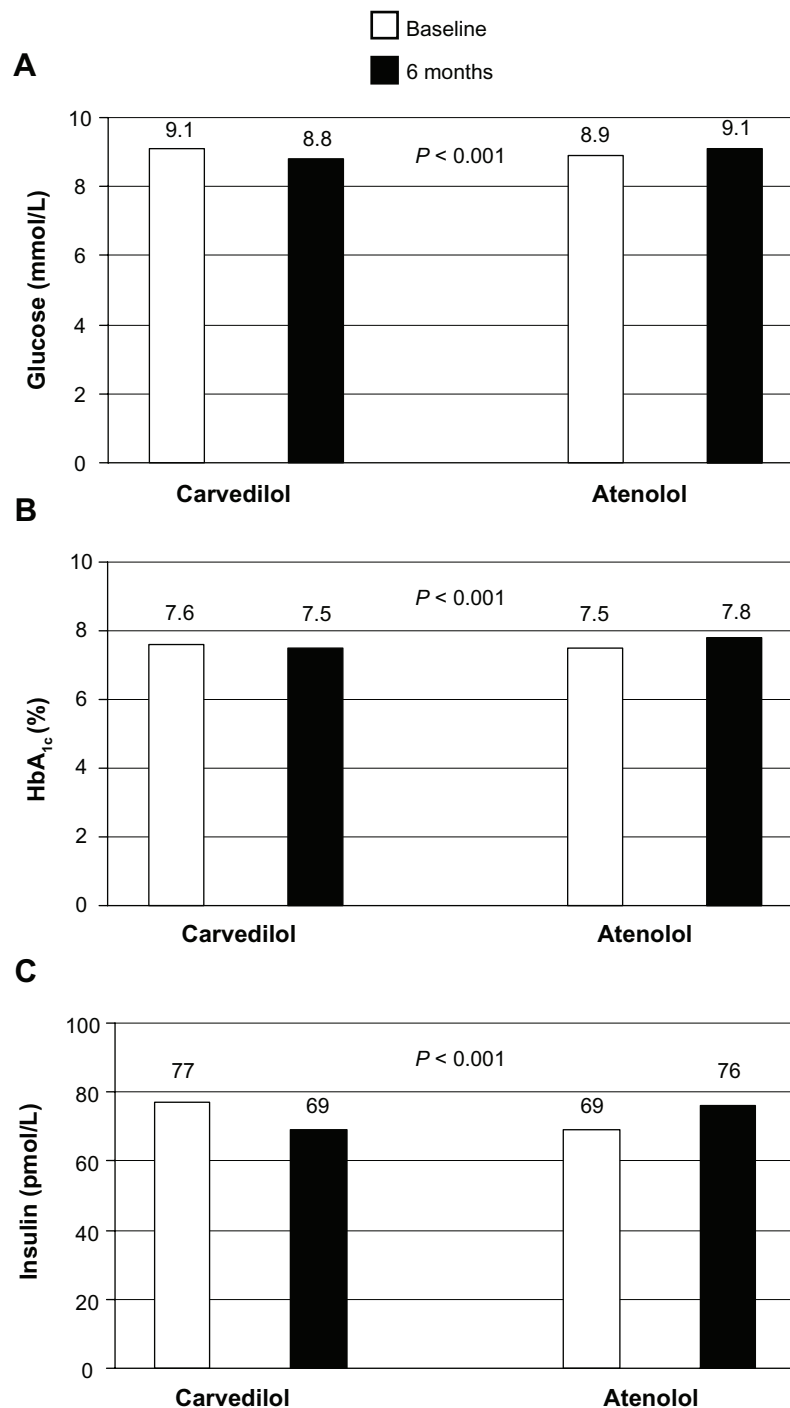 Baseline
6 months
A
Glucose (mmol/L)
10
8
6
4
2
0
9.1
8.8
P < 0.001
8.9
9.1
Carvedilol
Atenolol
B
HbA1c (%)
10
8
6
4
2
0
7.6
7.5
P < 0.001
7.5
7.8
Carvedilol
Atenolol
C
Insulin (pmol/L)
100
80
60
40
20
0
77
69
P < 0.001
69
76
Carvedilol
Atenolol